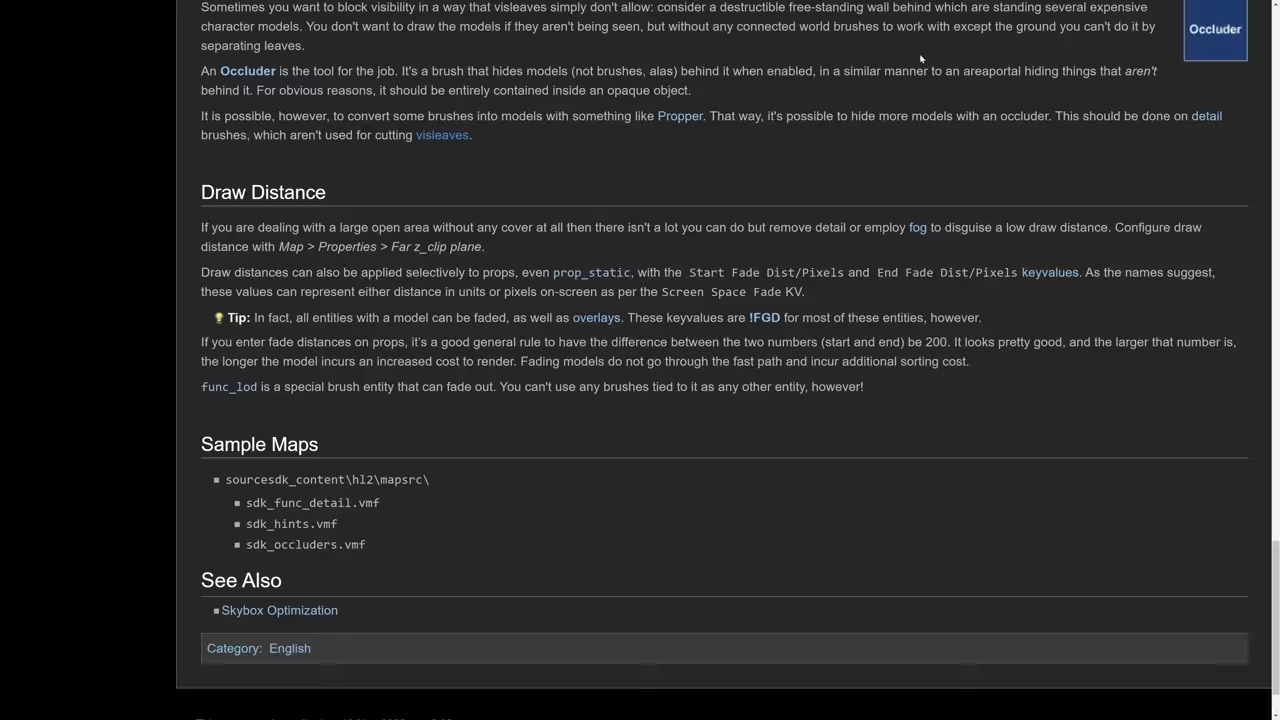 Sometimes you want to block visibility in a way that visleaves simply don't allow: consider a destructible free-standing wall behind which are standing several expensive
character models. You don't want to draw the models if they aren't being seen, but without any connected world brushes to work with except the ground you can't do it by
separating leaves.
Occluder
An Occluder is the tool for the job. It's a brush that hides models (not brushes, alas) behind it when enabled, in a similar manner to an areaportal hiding things that aren't
behind it. For obvious reasons, it should be entirely contained inside an opaque object.
It is possible, however, to convert some brushes into models with something like Propper. That way, it's possible to hide more models with an occluder. This should be done on detail
brushes, which aren't used for cutting visleaves.
Draw Distance
If you are dealing with a large open area without any cover at all then there isn't a lot you can do but remove detail or employ fog to disguise a low draw distance. Configure draw
distance with Map > Properties > Far z_clip plane.
Draw distances can also be applied selectively to props, even prop_static, with the Start Fade Dist/Pixels and End Fade Dist/Pixels keyvalues. As the names suggest,
these values can represent either distance in units or pixels on-screen as per the Screen Space Fade KV.
Tip: In fact, all entities with a model can be faded, as well as overlays. These keyvalues are !FGD for most of these entities, however.
If you enter fade distances on props, it's a good general rule to have the difference between the two numbers (start and end) be 200. It looks pretty good, and the larger that number is,
the longer the model incurs an increased cost to render. Fading models do not go through the fast path and incur additional sorting cost.
func_lod is a special brush entity that can fade out. You can't use any brushes tied to it as any other entity, however!
Sample Maps
sourcesdk_content\hl2\mapsrc\
sdk_func_detail.vmf
sdk_hints.vmf
sdk_occluders.vmf
See Also
Skybox Optimization
Category: English